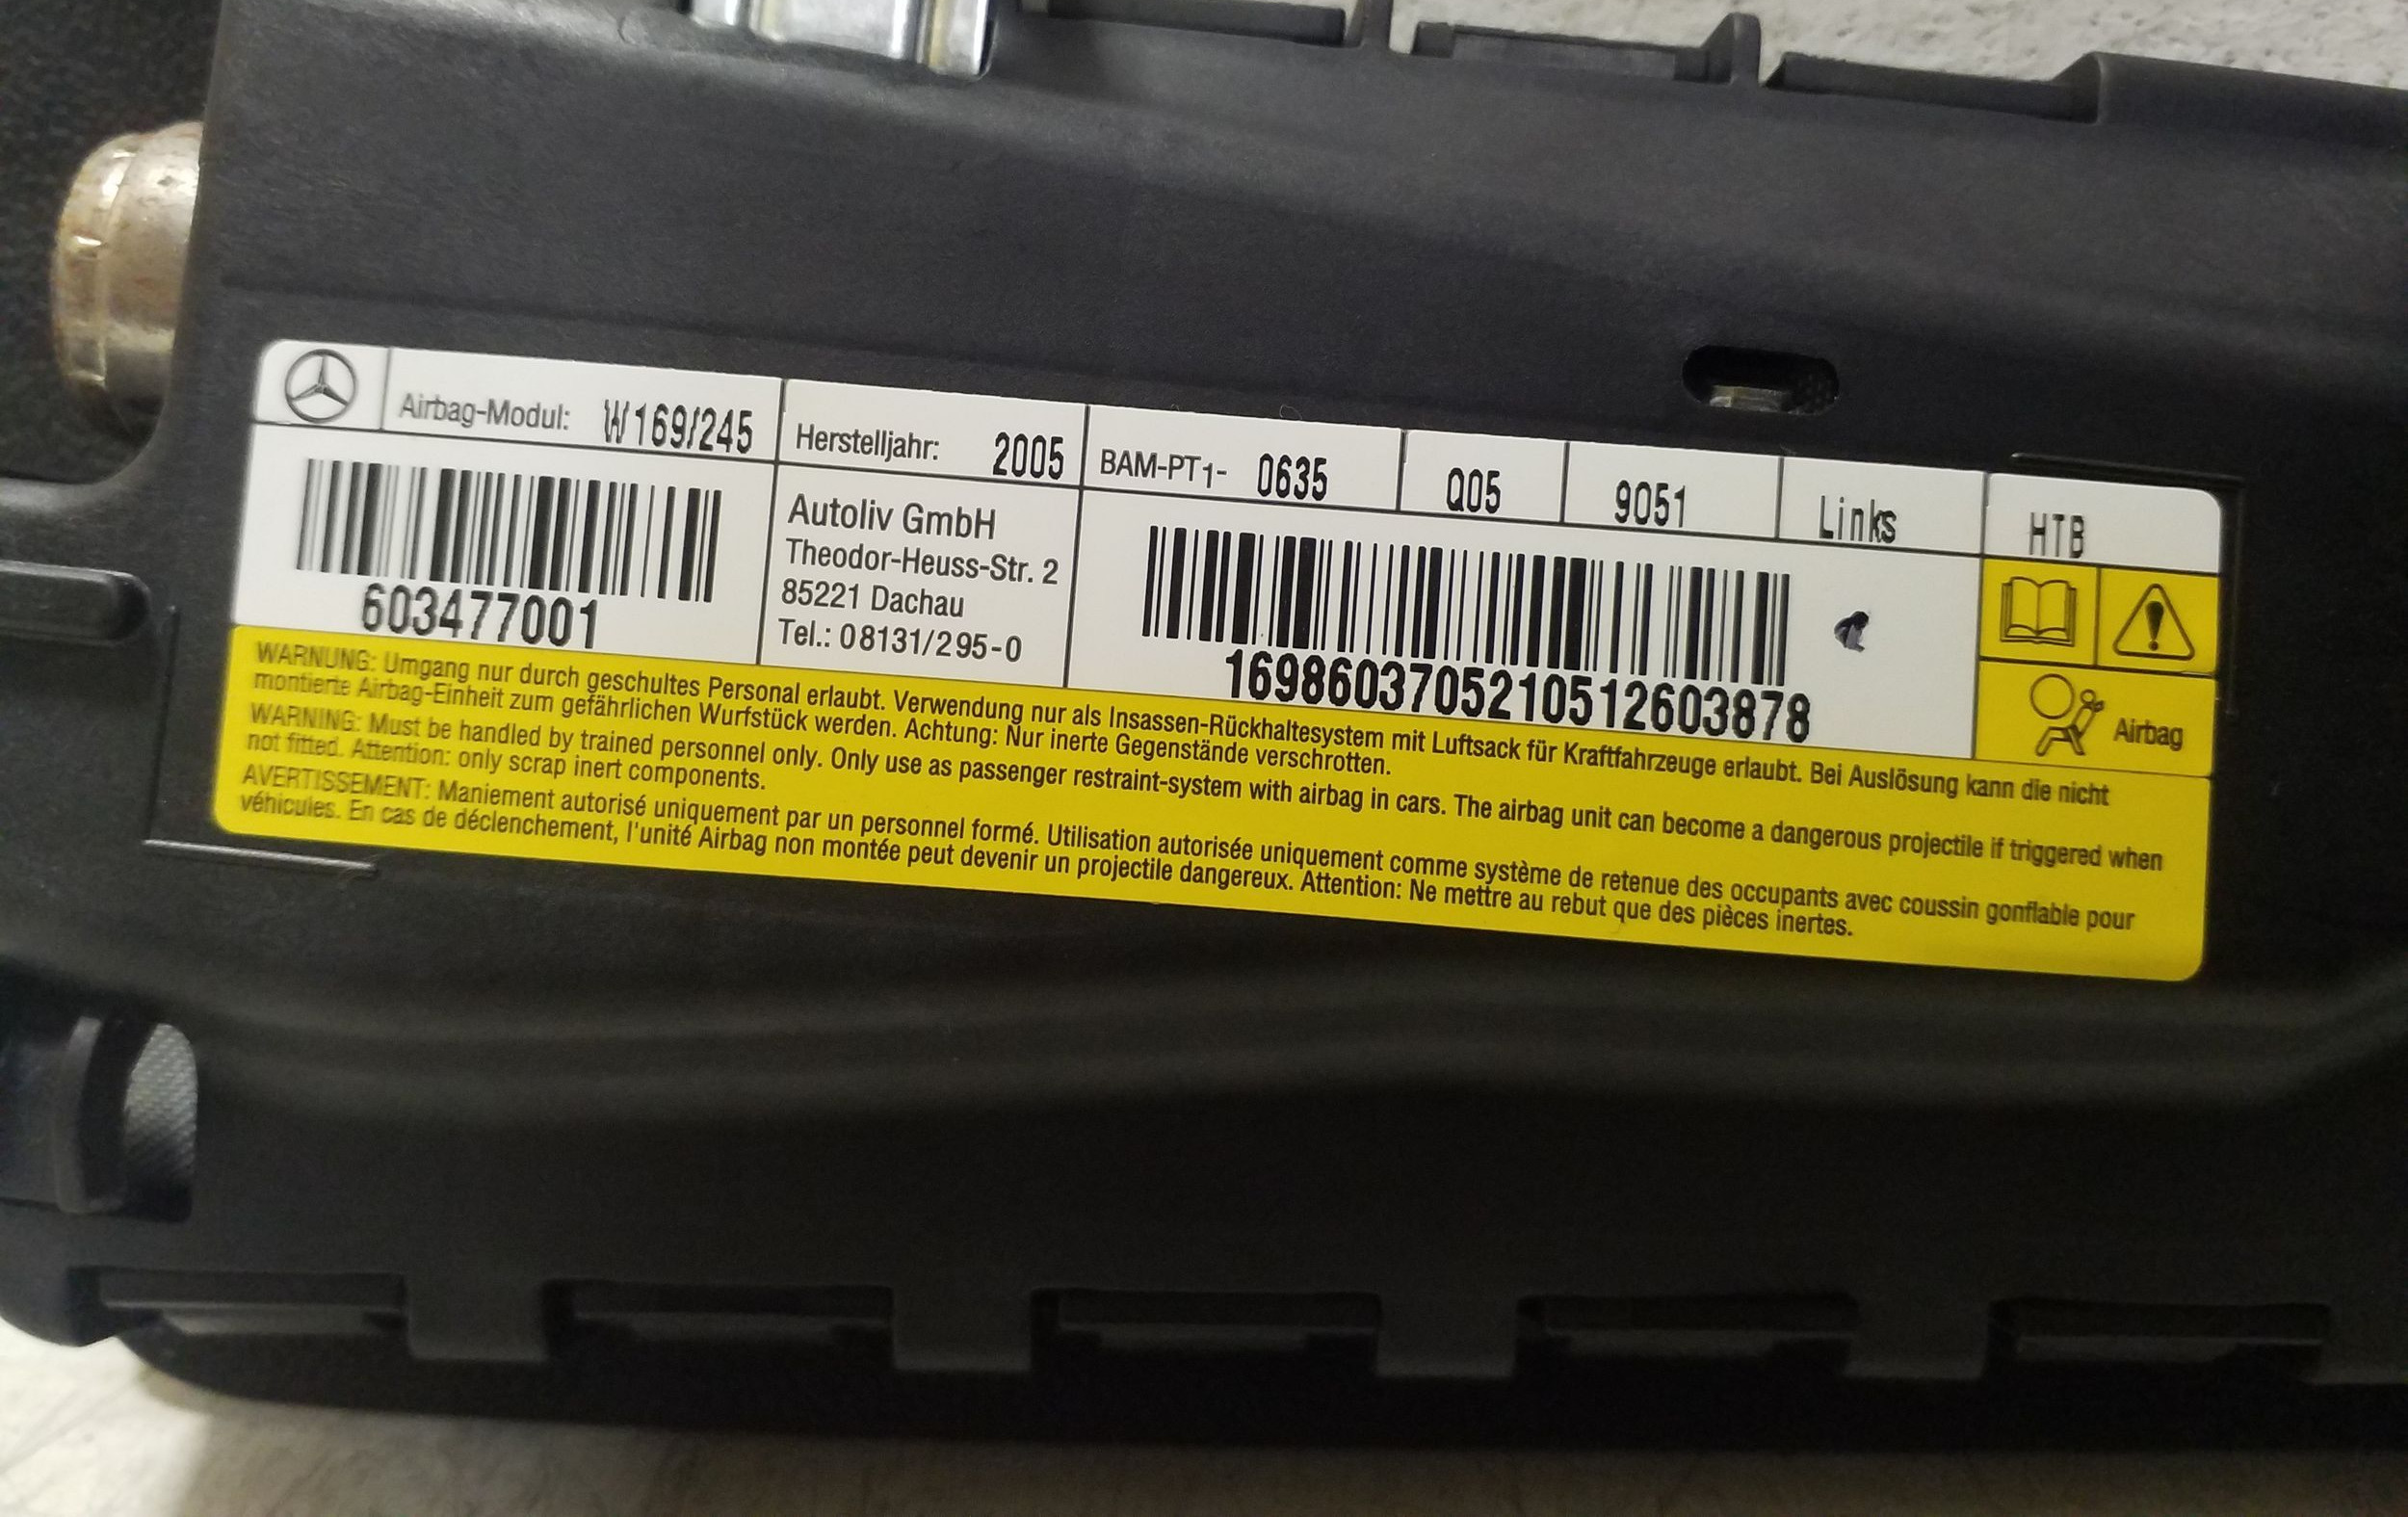 Airbag-Modul: W169/245
Herstelljahr: 2005
BAM-PT1- 0635
Q05
9051
Links
HTB
603477001
Autoliv GmbH
Theodor-Heuss-Str. 2
85221 Dachau
Tel.: 08131/295-0
1698603705210512603878
Airbag
WARNUNG: Umgang nur durch geschultes Personal erlaubt. Verwendung nur als Insassen-Rückhaltesystem mit Luftsack für Kraftfahrzeuge erlaubt. Bei Auslösung kann die nicht
montierte Airbag-Einheit zum gefährlichen Wurfstück werden. Achtung: Nur inerte Gegenstände verschrotten.
WARNING: Must be handled by trained personnel only. Only use as passenger restraint-system with airbag in cars. The airbag unit can become a dangerous projectile if triggered when
not fitted. Attention: only scrap inert components.
AVERTISSEMENT: Maniement autorisé uniquement par un personnel formé. Utilisation autorisée uniquement comme système de retenue des occupants avec coussin gonflable pour
véhicules. En cas de déclenchement, l'unité Airbag non montée peut devenir un projectile dangereux. Attention: Ne mettre au rebut que des pièces inertes.